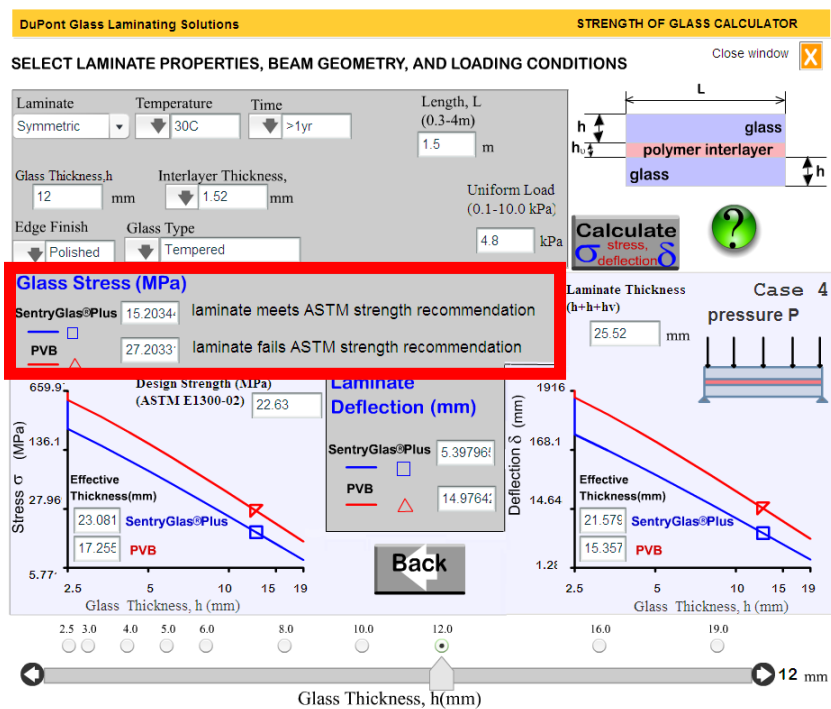 DuPont Glass Laminating Solutions
STRENGTH OF GLASS CALCULATOR
Close window X
SELECT LAMINATE PROPERTIES, BEAM GEOMETRY, AND LOADING CONDITIONS
Laminate
Symmetric
Temperature
30C
Time
>1yr
Length, L
(0.3-4m)
1.5 m
Glass Thickness,h
12 mm
Interlayer Thickness,
1.52 mm
Uniform Load
(0.1-10.0 kPa)
4.8 kPa
Edge Finish
Polished
Glass Type
Tempered
L
h
glass
polymer interlayer
glass
h
Calculate
σ stress, deflection δ
?
Glass Stress (MPa)
SentryGlas®Plus 15.2034 laminate meets ASTM strength recommendation
PVB 27.2033 laminate fails ASTM strength recommendation
Laminate Thickness
(h+h+hv)
25.52 mm
Case 4
pressure P
Design Strength (MPa)
(ASTM E1300-02) 22.63
Laminate
Deflection (mm)
SentryGlas®Plus 5.39796
PVB 14.9764
Stress σ (MPa)
659.9
136.1
27.96
5.77
Effective
Thickness(mm)
23.081 SentryGlas®Plus
17.255 PVB
2.5 5 10 15 19
Glass Thickness, h (mm)
Back
Deflection δ (mm)
1916
168.1
14.64
1.28
Effective
Thickness(mm)
21.579 SentryGlas®Plus
15.357 PVB
2.5 5 10 15 19
Glass Thickness, h (mm)
2.5 3.0 4.0 5.0 6.0 8.0 10.0 12.0 16.0 19.0
12 mm
Glass Thickness, h(mm)